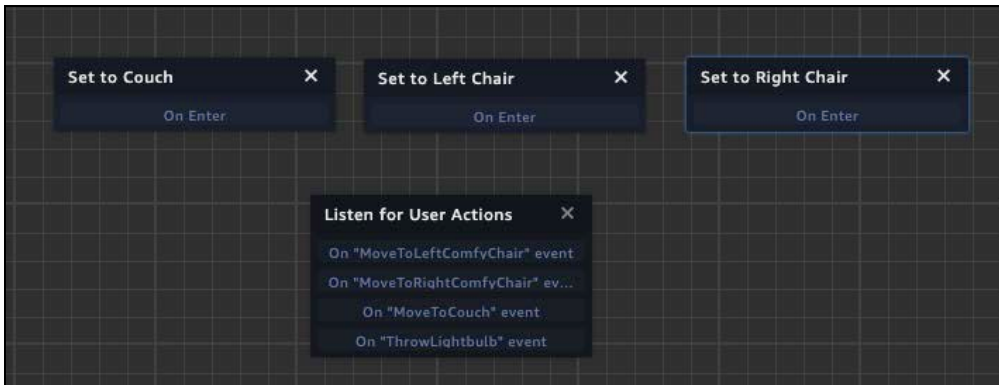 Set to Couch ×
On Enter
Set to Left Chair ×
On Enter
Set to Right Chair ×
On Enter
Listen for User Actions ×
On "MoveToLeftComfyChair" event
On "MoveToRightComfyChair" ev...
On "MoveToCouch" event
On "ThrowLightbulb" event